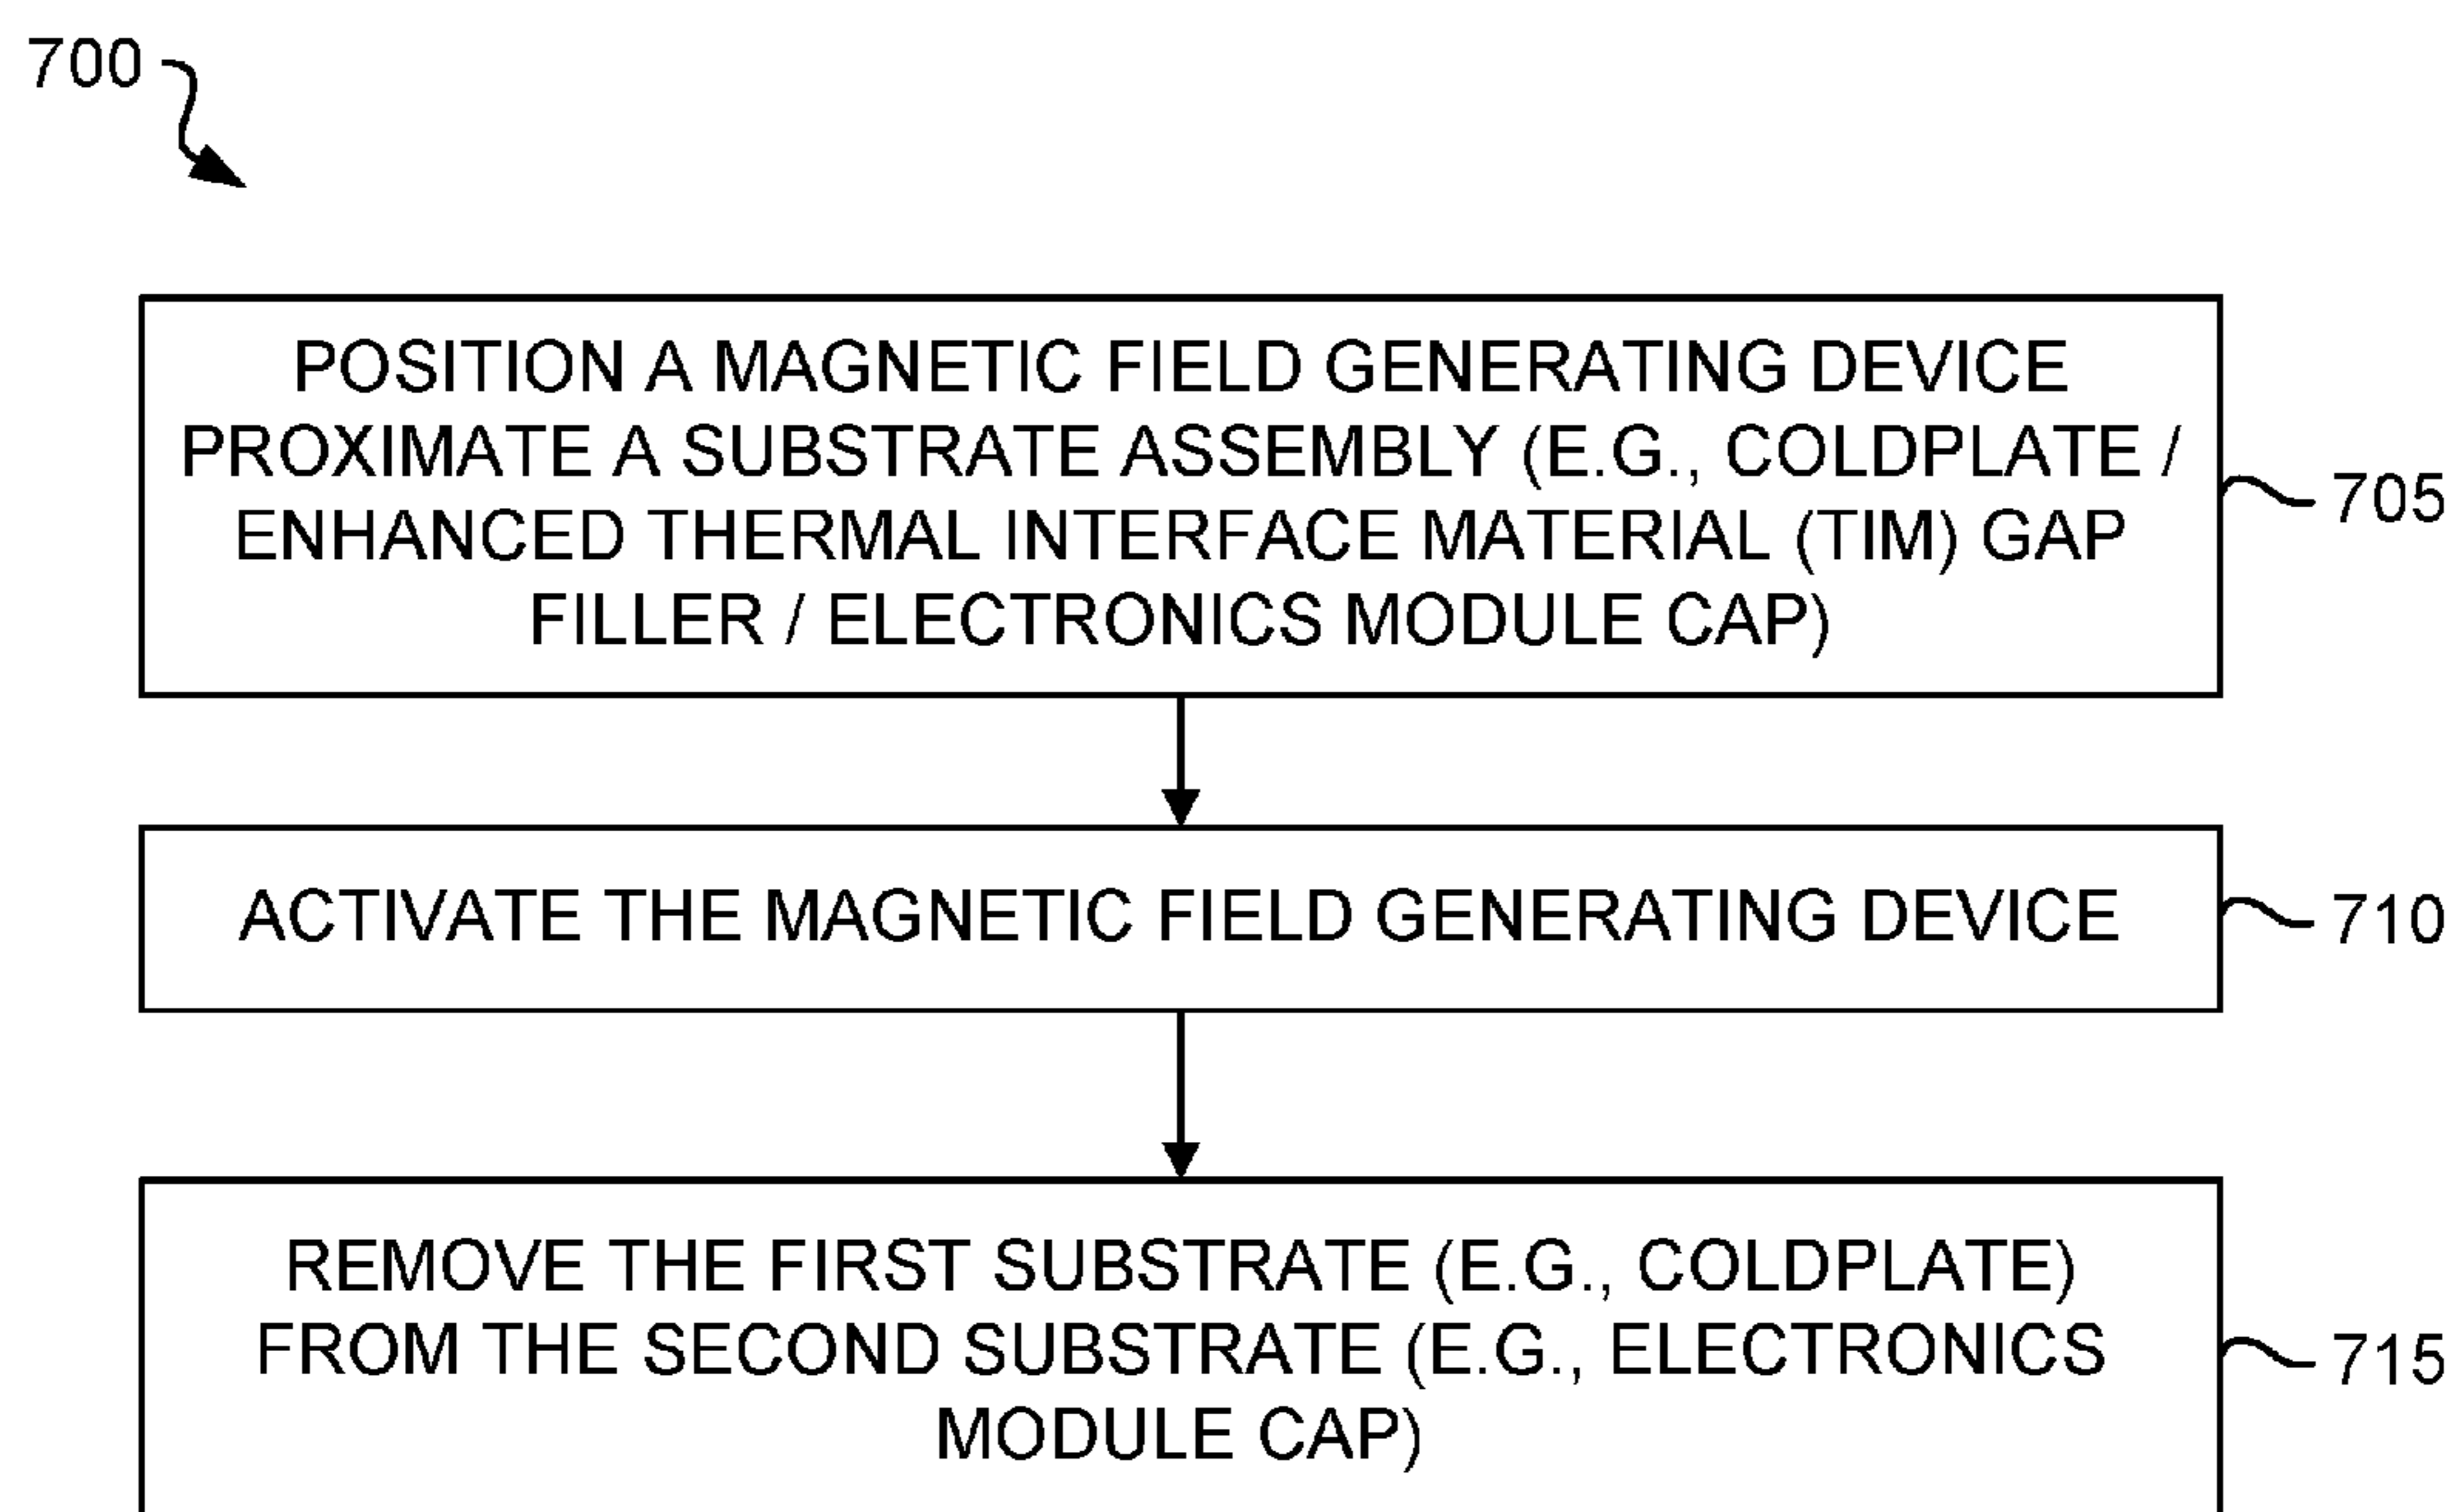 700
POSITION A MAGNETIC FIELD GENERATING DEVICE
PROXIMATE A SUBSTRATE ASSEMBLY (E.G., COLDPLATE /
ENHANCED THERMAL INTERFACE MATERIAL (TIM) GAP
FILLER / ELECTRONICS MODULE CAP)
705
ACTIVATE THE MAGNETIC FIELD GENERATING DEVICE
710
REMOVE THE FIRST SUBSTRATE (E.G., COLDPLATE)
FROM THE SECOND SUBSTRATE (E.G., ELECTRONICS
MODULE CAP)
715